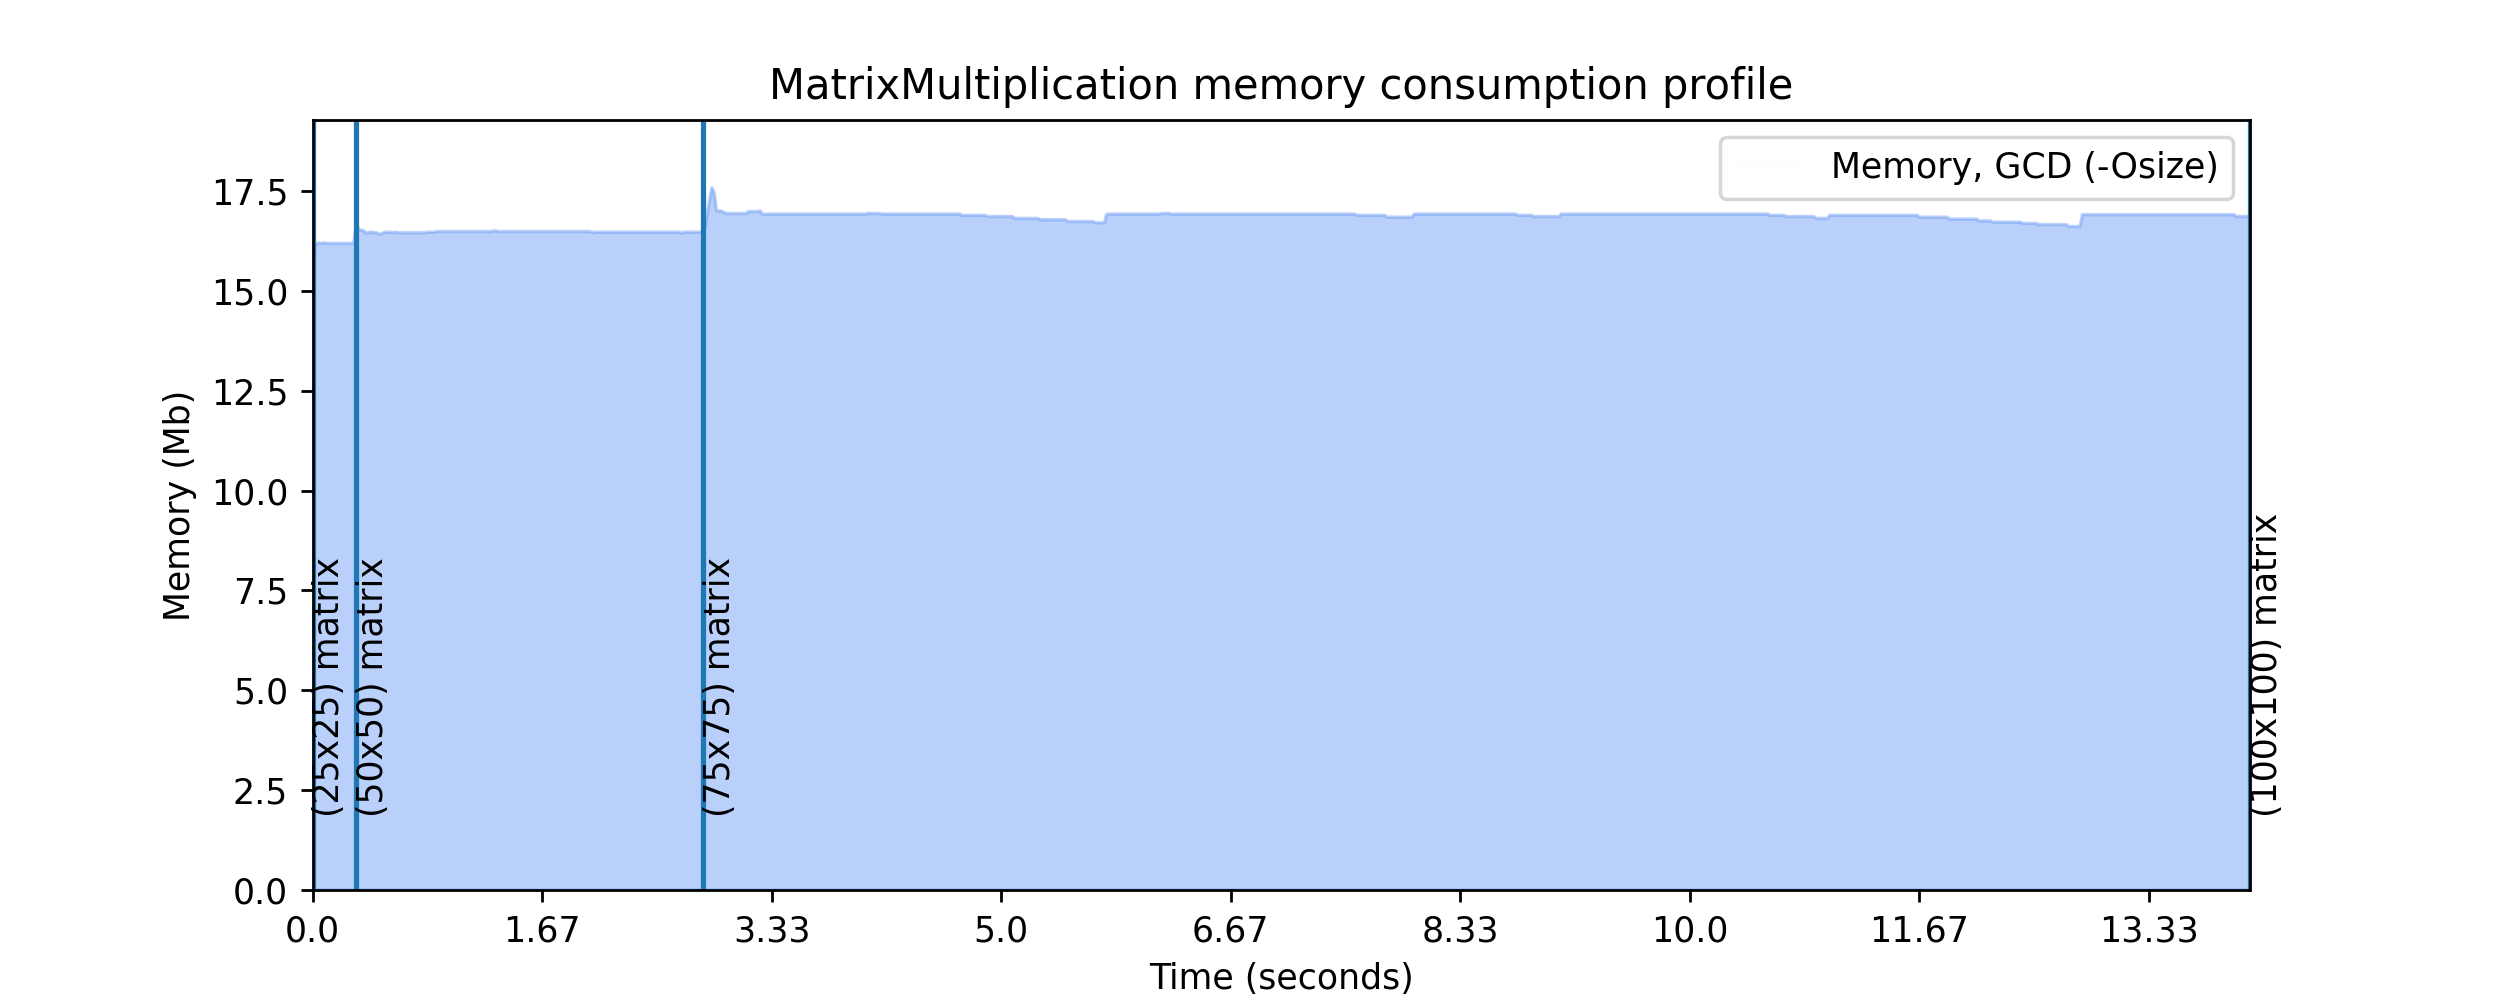 MatrixMultiplication memory consumption profile
Memory, GCD (-Osize)
Memory (Mb)
17.5
15.0
12.5
10.0
7.5
5.0
2.5
0.0
(25x25) matrix
(50x50) matrix
(75x75) matrix
(100x100) matrix
0.0 1.67 3.33 5.0 6.67 8.33 10.0 11.67 13.33
Time (seconds)